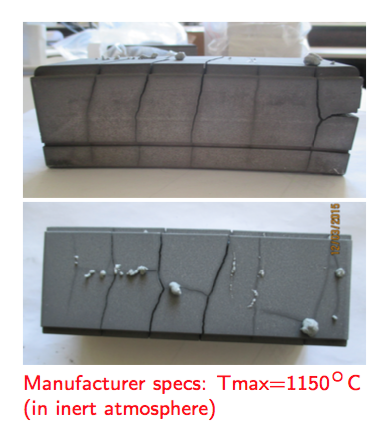 Manufacturer specs: Tmax=1150° C
(in inert atmosphere)